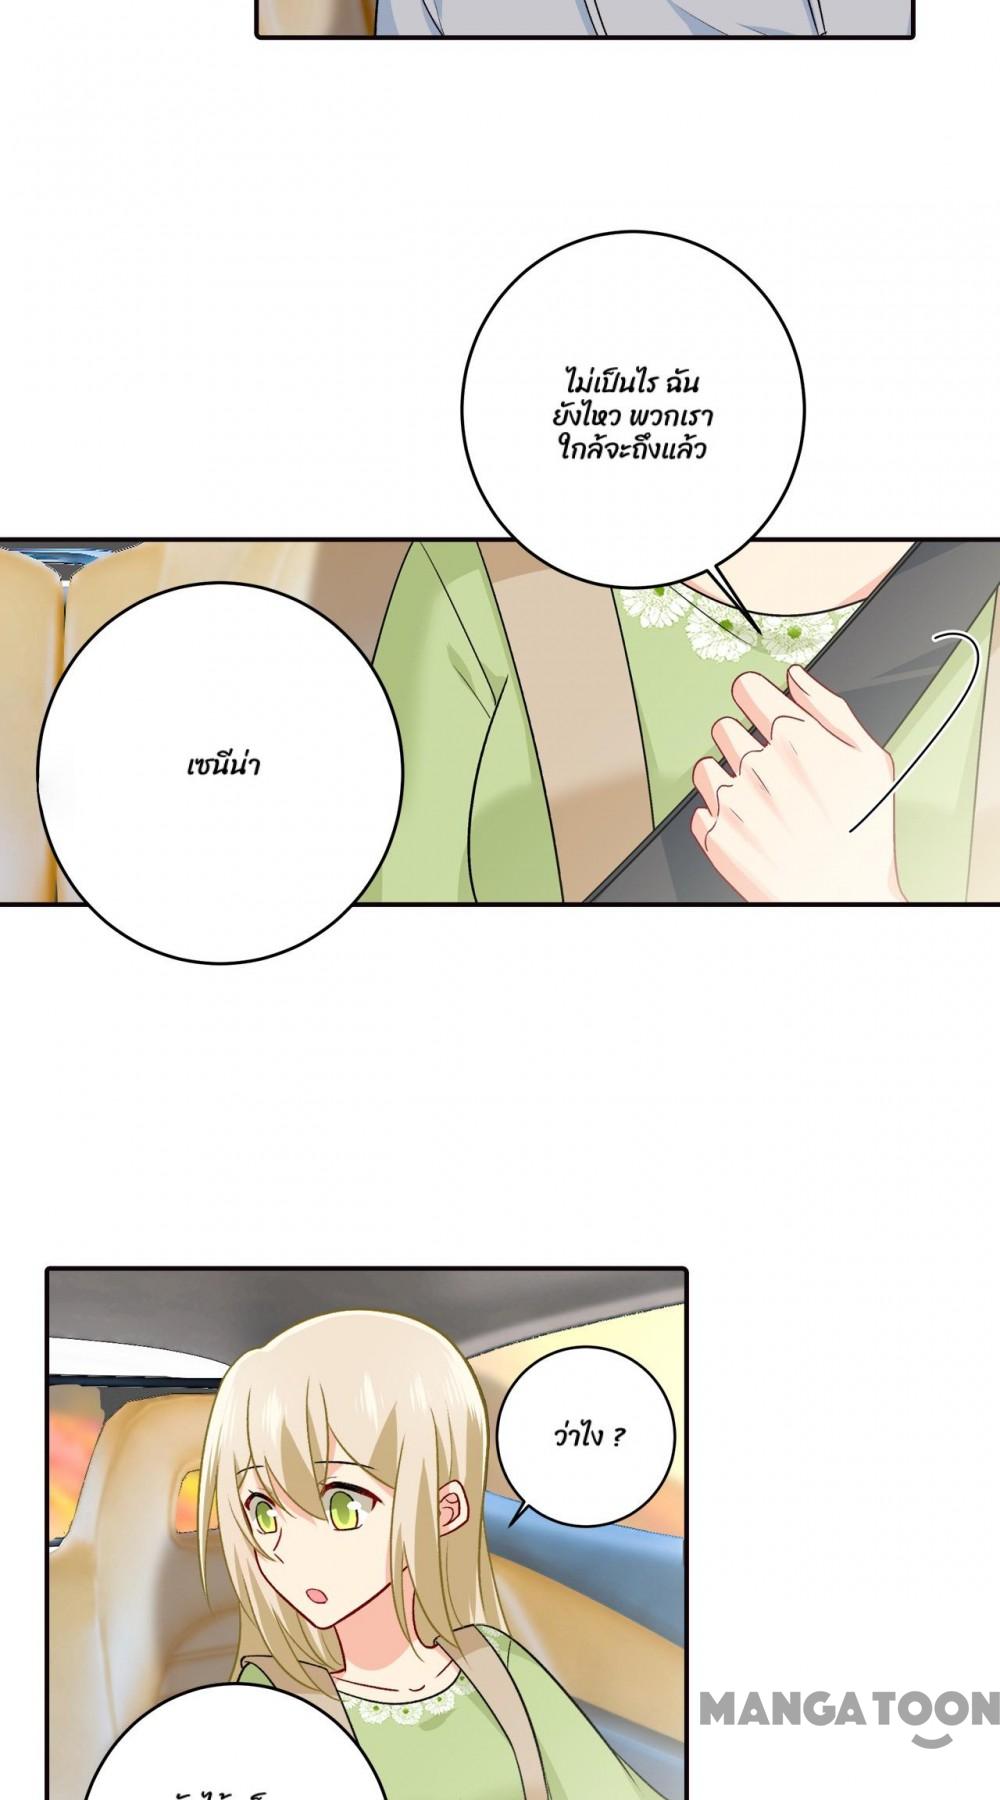 ไม่เป็นไร ฉัน
ยังไหว พวกเรา
ใกล้จะถึงแล้ว
เซนีน่า
ว่าไง ?
MANGATOON